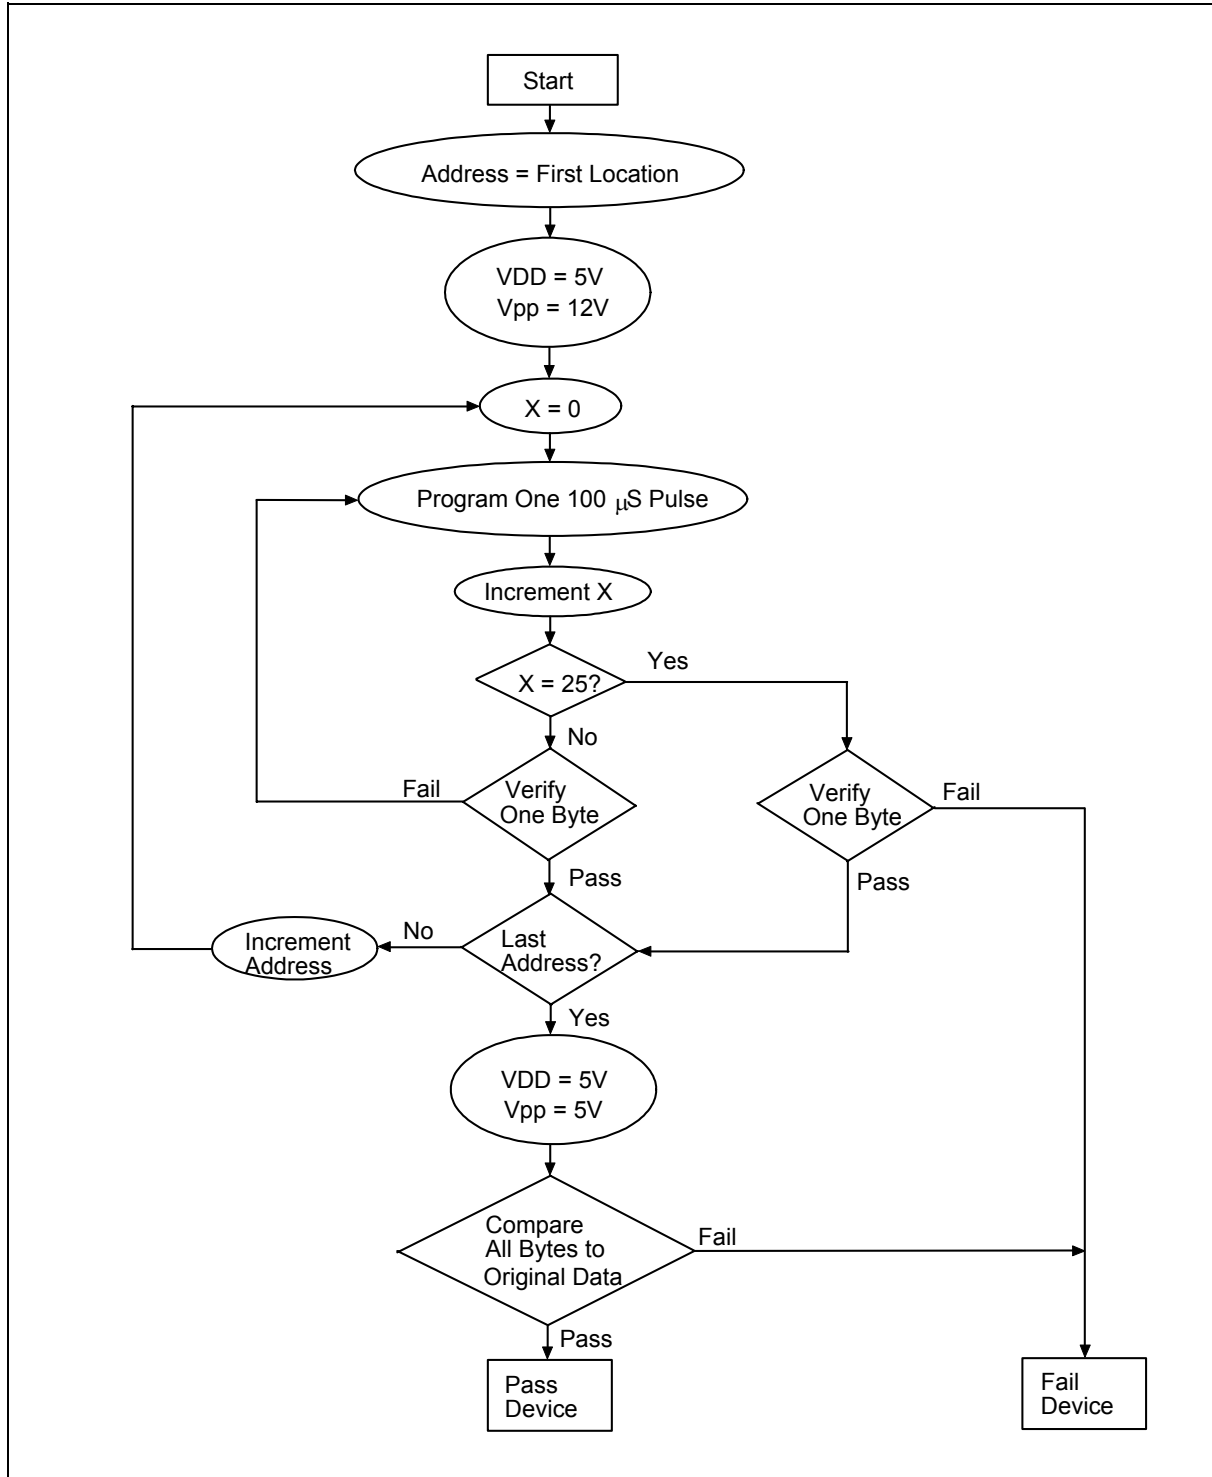 Start
Address = First Location
VDD = 5V
Vpp = 12V
X = 0
Program One 100 μS Pulse
Increment X
X = 25?
Yes
No
Fail
Verify
One Byte
Verify
One Byte
Fail
Pass
Pass
Increment
Address
No
Last
Address?
Yes
VDD = 5V
Vpp = 5V
Compare
All Bytes to
Original Data
Fail
Pass
Pass
Device
Fail
Device